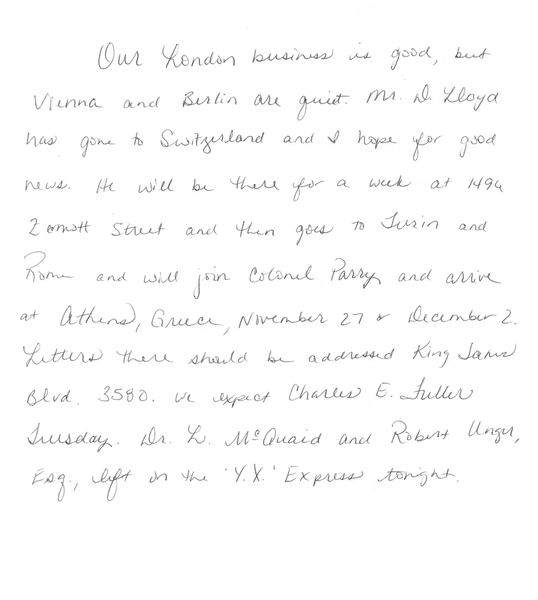 Our London business is good, but
Vienna and Berlin are quiet. Mr. D. Lloyd
has gone to Switzerland and I hope for good
news. He will be there for a week at 1496
Zermott Street and then goes to Turin and
Rome and will join Colonel Parry and arrive
at Athens, Greece, November 27 or December 2.
Letters there should be addressed King James
Blvd. 3580. We expect Charles E. Fuller
Tuesday. Dr. L. McQuaid and Robert Unger,
Esq., left on the 'Y.X.' Express tonight.